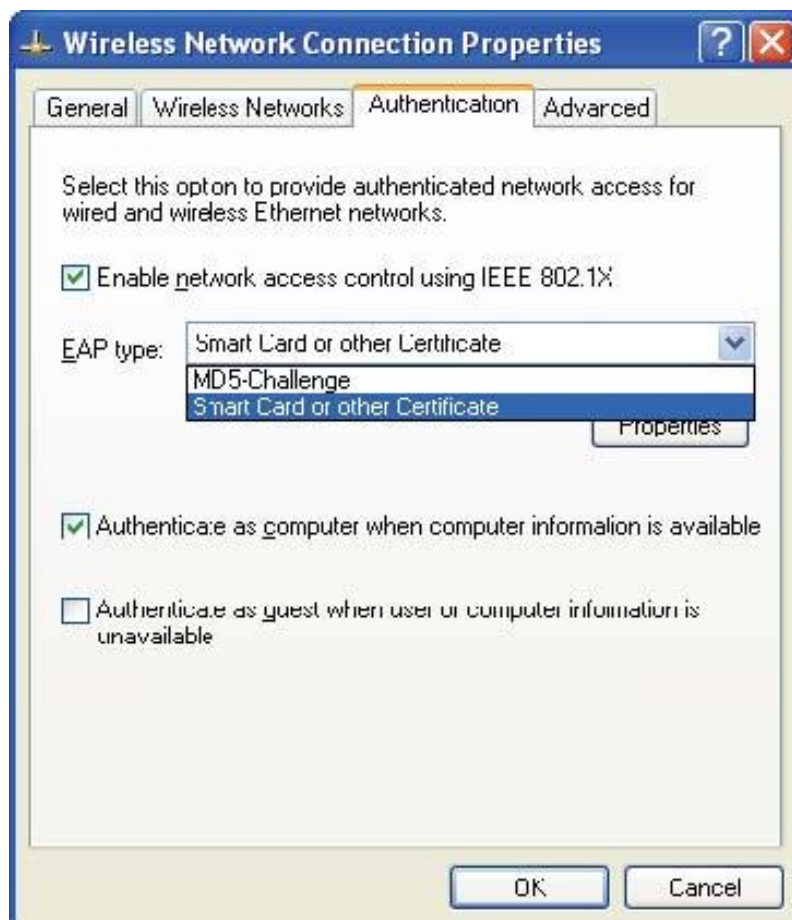 Wireless Network Connection Properties
General Wireless Networks Authentication Advanced
Select this option to provide authenticated network access for
wired and wireless Ethernet networks.
Enable network access control using IEEE 802.1X
EAP type: Smart Card or other Certificate
MD5-Challenge
Smart Card or other Certificate
Properties
Authenticate as computer when computer information is available
Authenticate as guest when user or computer information is
unavailable
OK Cancel